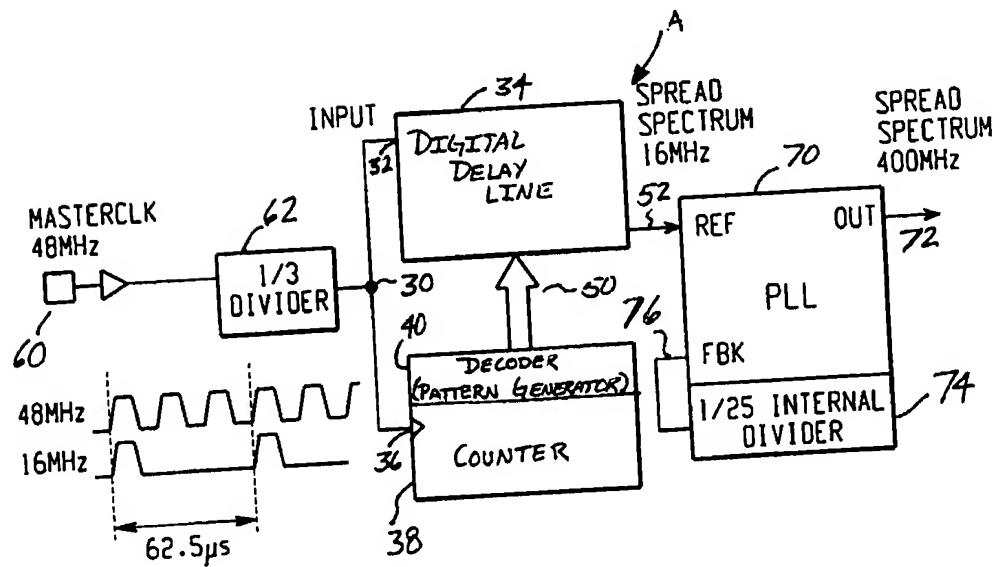 A
34
INPUT
SPREAD
SPECTRUM
16MHz
SPREAD
SPECTRUM
400MHz
32
DIGITAL
DELAY
LINE
52
70
REF
OUT
72
MASTERCLK
48MHz
62
1/3
DIVIDER
30
50
60
40
DECODER
(PATTERN GENERATOR)
36
COUNTER
38
PLL
76
FBK
1/25 INTERNAL
DIVIDER
74
48MHz
16MHz
62.5µs